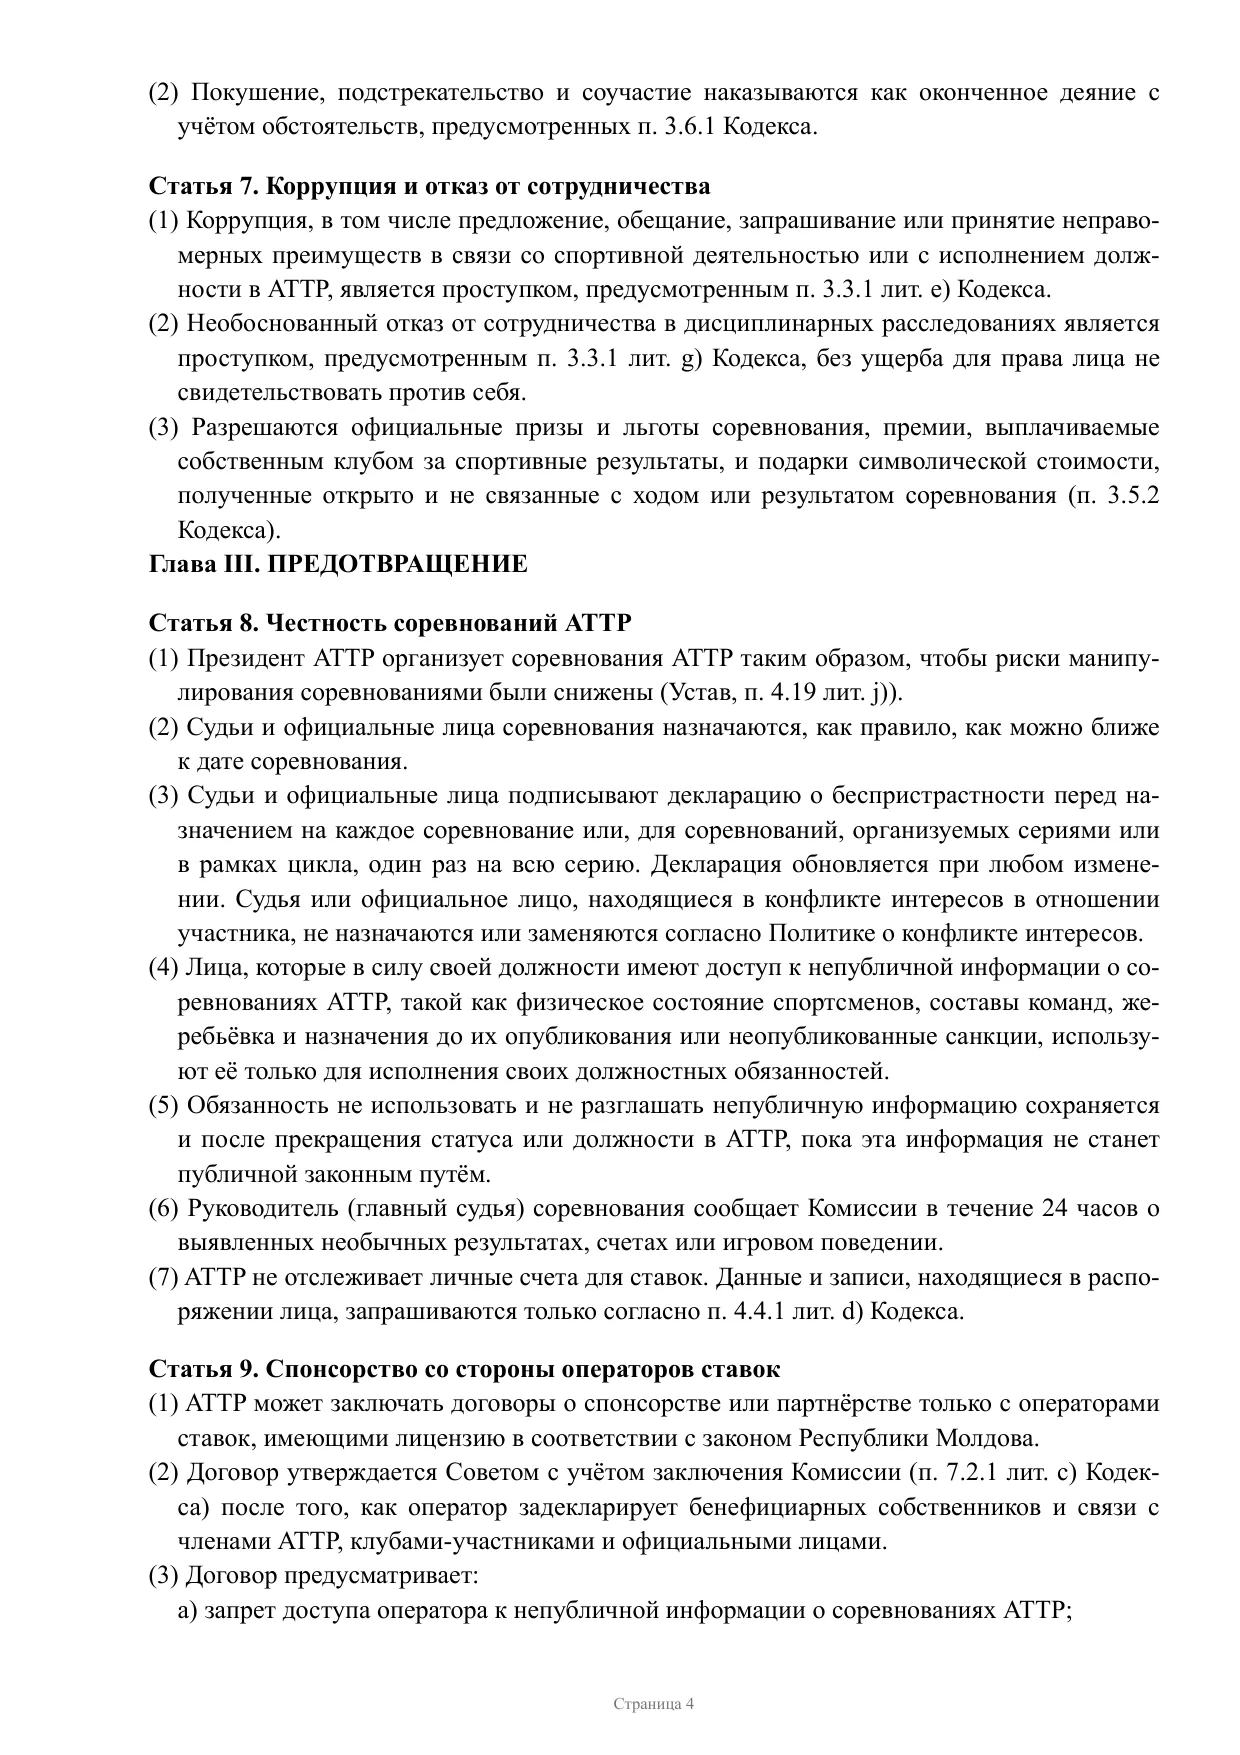 (2) Покушение, подстрекательство и соучастие наказываются как оконченное деяние с
учётом обстоятельств, предусмотренных п. 3.6.1 Кодекса.
Статья 7. Коррупция и отказ от сотрудничества
(1) Коррупция, в том числе предложение, обещание, запрашивание или принятие неправо-
мерных преимуществ в связи со спортивной деятельностью или с исполнением долж-
ности в АТТР, является проступком, предусмотренным п. 3.3.1 лит. e) Кодекса.
(2) Необоснованный отказ от сотрудничества в дисциплинарных расследованиях является
проступком, предусмотренным п. 3.3.1 лит. g) Кодекса, без ущерба для права лица не
свидетельствовать против себя.
(3) Разрешаются официальные призы и льготы соревнования, премии, выплачиваемые
собственным клубом за спортивные результаты, и подарки символической стоимости,
полученные открыто и не связанные с ходом или результатом соревнования (п. 3.5.2
Кодекса).
Глава III. ПРЕДОТВРАЩЕНИЕ
Статья 8. Честность соревнований АТТР
(1) Президент АТТР организует соревнования АТТР таким образом, чтобы риски манипу-
лирования соревнованиями были снижены (Устав, п. 4.19 лит. j)).
(2) Судьи и официальные лица соревнования назначаются, как правило, как можно ближе
к дате соревнования.
(3) Судьи и официальные лица подписывают декларацию о беспристрастности перед на-
значением на каждое соревнование или, для соревнований, организуемых сериями или
в рамках цикла, один раз на всю серию. Декларация обновляется при любом измене-
нии. Судья или официальное лицо, находящиеся в конфликте интересов в отношении
участника, не назначаются или заменяются согласно Политике о конфликте интересов.
(4) Лица, которые в силу своей должности имеют доступ к непубличной информации о со-
ревнованиях АТТР, такой как физическое состояние спортсменов, составы команд, же-
ребьёвка и назначения до их опубликования или неопубликованные санкции, использу-
ют её только для исполнения своих должностных обязанностей.
(5) Обязанность не использовать и не разглашать непубличную информацию сохраняется
и после прекращения статуса или должности в АТТР, пока эта информация не станет
публичной законным путём.
(6) Руководитель (главный судья) соревнования сообщает Комиссии в течение 24 часов о
выявленных необычных результатах, счетах или игровом поведении.
(7) АТТР не отслеживает личные счета для ставок. Данные и записи, находящиеся в распо-
ряжении лица, запрашиваются только согласно п. 4.4.1 лит. d) Кодекса.
Статья 9. Спонсорство со стороны операторов ставок
(1) АТТР может заключать договоры о спонсорстве или партнёрстве только с операторами
ставок, имеющими лицензию в соответствии с законом Республики Молдова.
(2) Договор утверждается Советом с учётом заключения Комиссии (п. 7.2.1 лит. c) Кодек-
са) после того, как оператор задекларирует бенефициарных собственников и связи с
членами АТТР, клубами-участниками и официальными лицами.
(3) Договор предусматривает:
a) запрет доступа оператора к непубличной информации о соревнованиях АТТР;
Страница 4